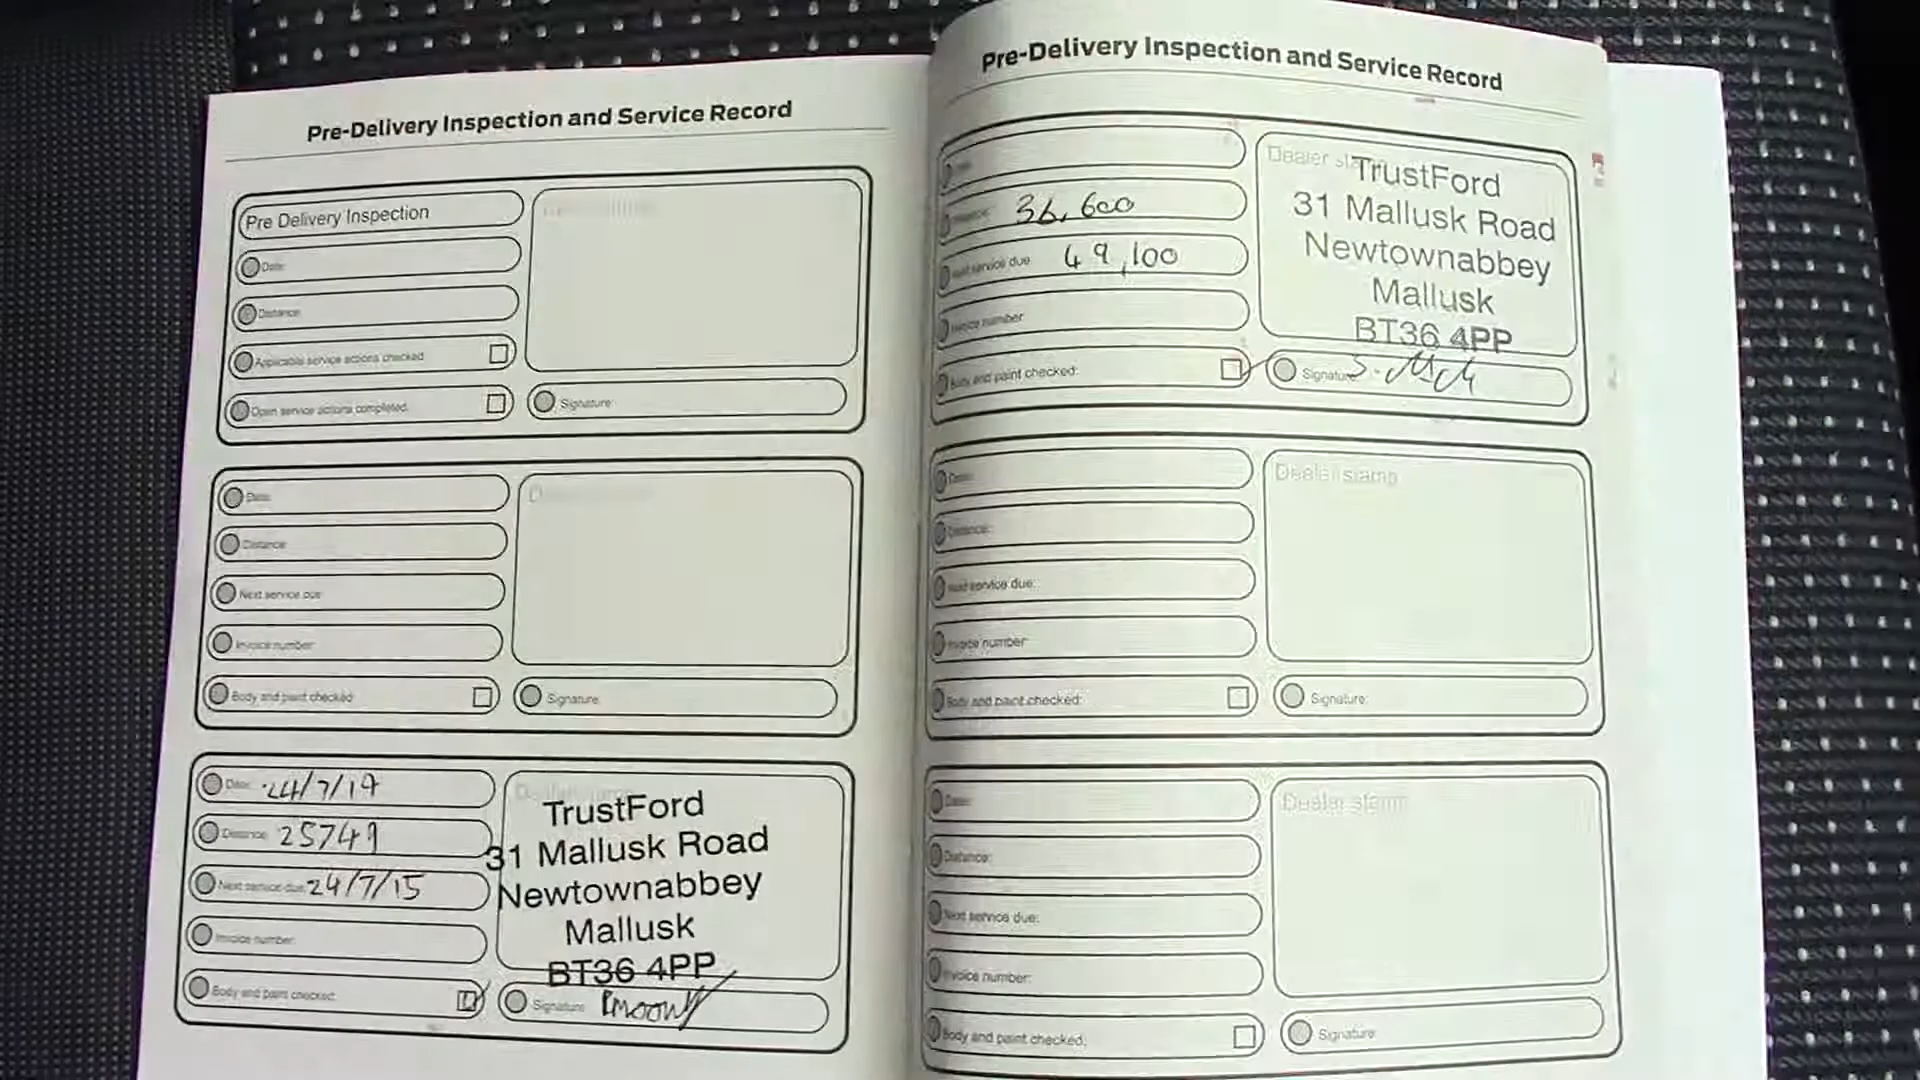 Pre-Delivery Inspection and Service Record
Pre Delivery Inspection
Date:
Distance:
Applicable service actions checked:
Open service actions completed:
Signature:
Date:
Distance:
Next service due:
Invoice number:
Body and paint checked:
Signature:
Date: 24/7/14
Distance: 25749
Next service due: 24/7/15
Invoice number:
Body and paint checked:
TrustFord
31 Mallusk Road
Newtownabbey
Mallusk
BT36 4PP
Signature:
Pre-Delivery Inspection and Service Record
36,600
Next service due: 49,100
Invoice number:
Body and paint checked:
Dealer stamp
TrustFord
31 Mallusk Road
Newtownabbey
Mallusk
BT36 4PP
Signature:
Date:
Distance:
Next service due:
Invoice number:
Body and paint checked:
Dealer stamp
Signature:
Date:
Distance:
Next service due:
Invoice number:
Body and paint checked:
Dealer stamp
Signature: